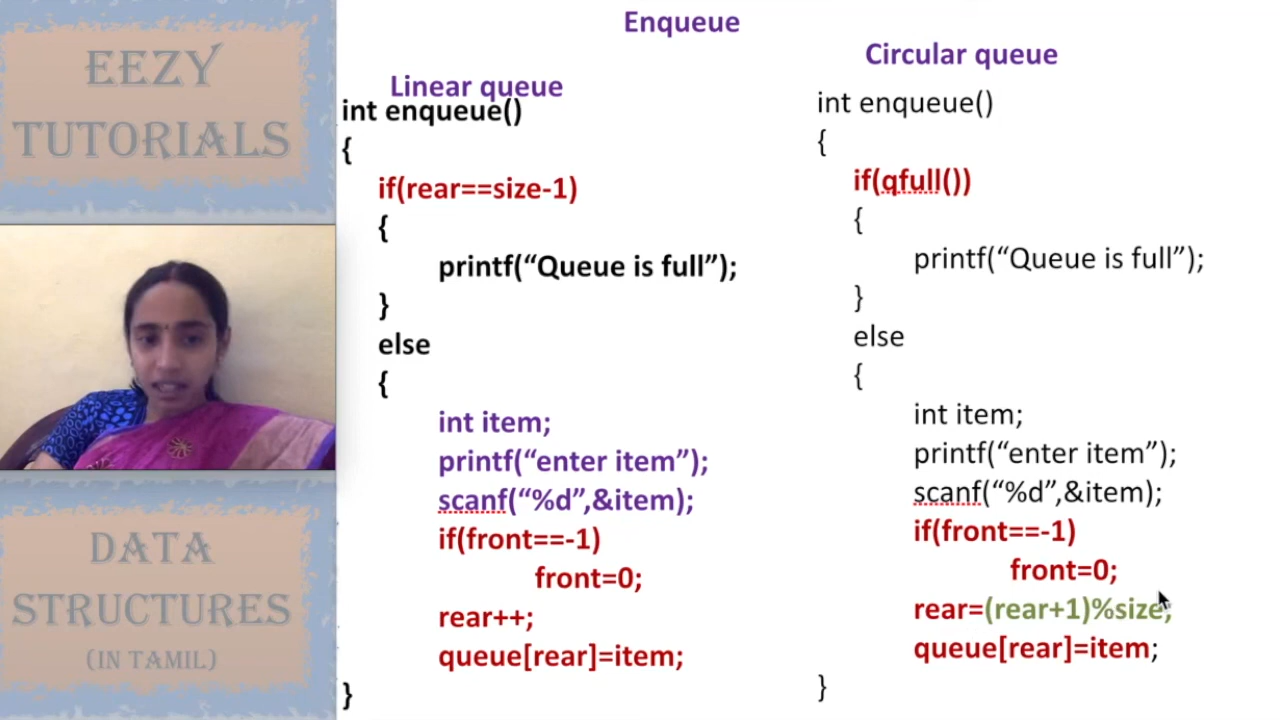 EEZY
TUTORIALS
DATA
STRUCTURES
(IN TAMIL)
Enqueue
Linear queue
int enqueue()
{
if(rear==size-1)
{
printf(“Queue is full”);
}
else
{
int item;
printf(“enter item”);
scanf(“%d”,&item);
if(front==-1)
front=0;
rear++;
queue[rear]=item;
}
Circular queue
int enqueue()
{
if(qfull())
{
printf(“Queue is full”);
}
else
{
int item;
printf(“enter item”);
scanf(“%d”,&item);
if(front==-1)
front=0;
rear=(rear+1)%size;
queue[rear]=item;
}